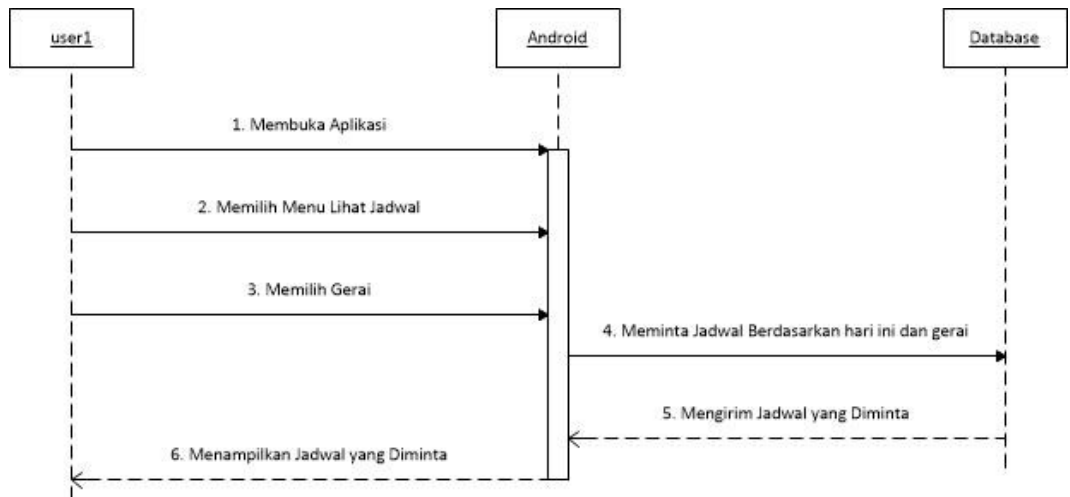 user1
Android
Database
1. Membuka Aplikasi
2. Memilih Menu Lihat Jadwal
3. Memilih Gerai
4. Meminta Jadwal Berdasarkan hari ini dan gerai
5. Mengirim Jadwal yang Diminta
6. Menampilkan Jadwal yang Diminta